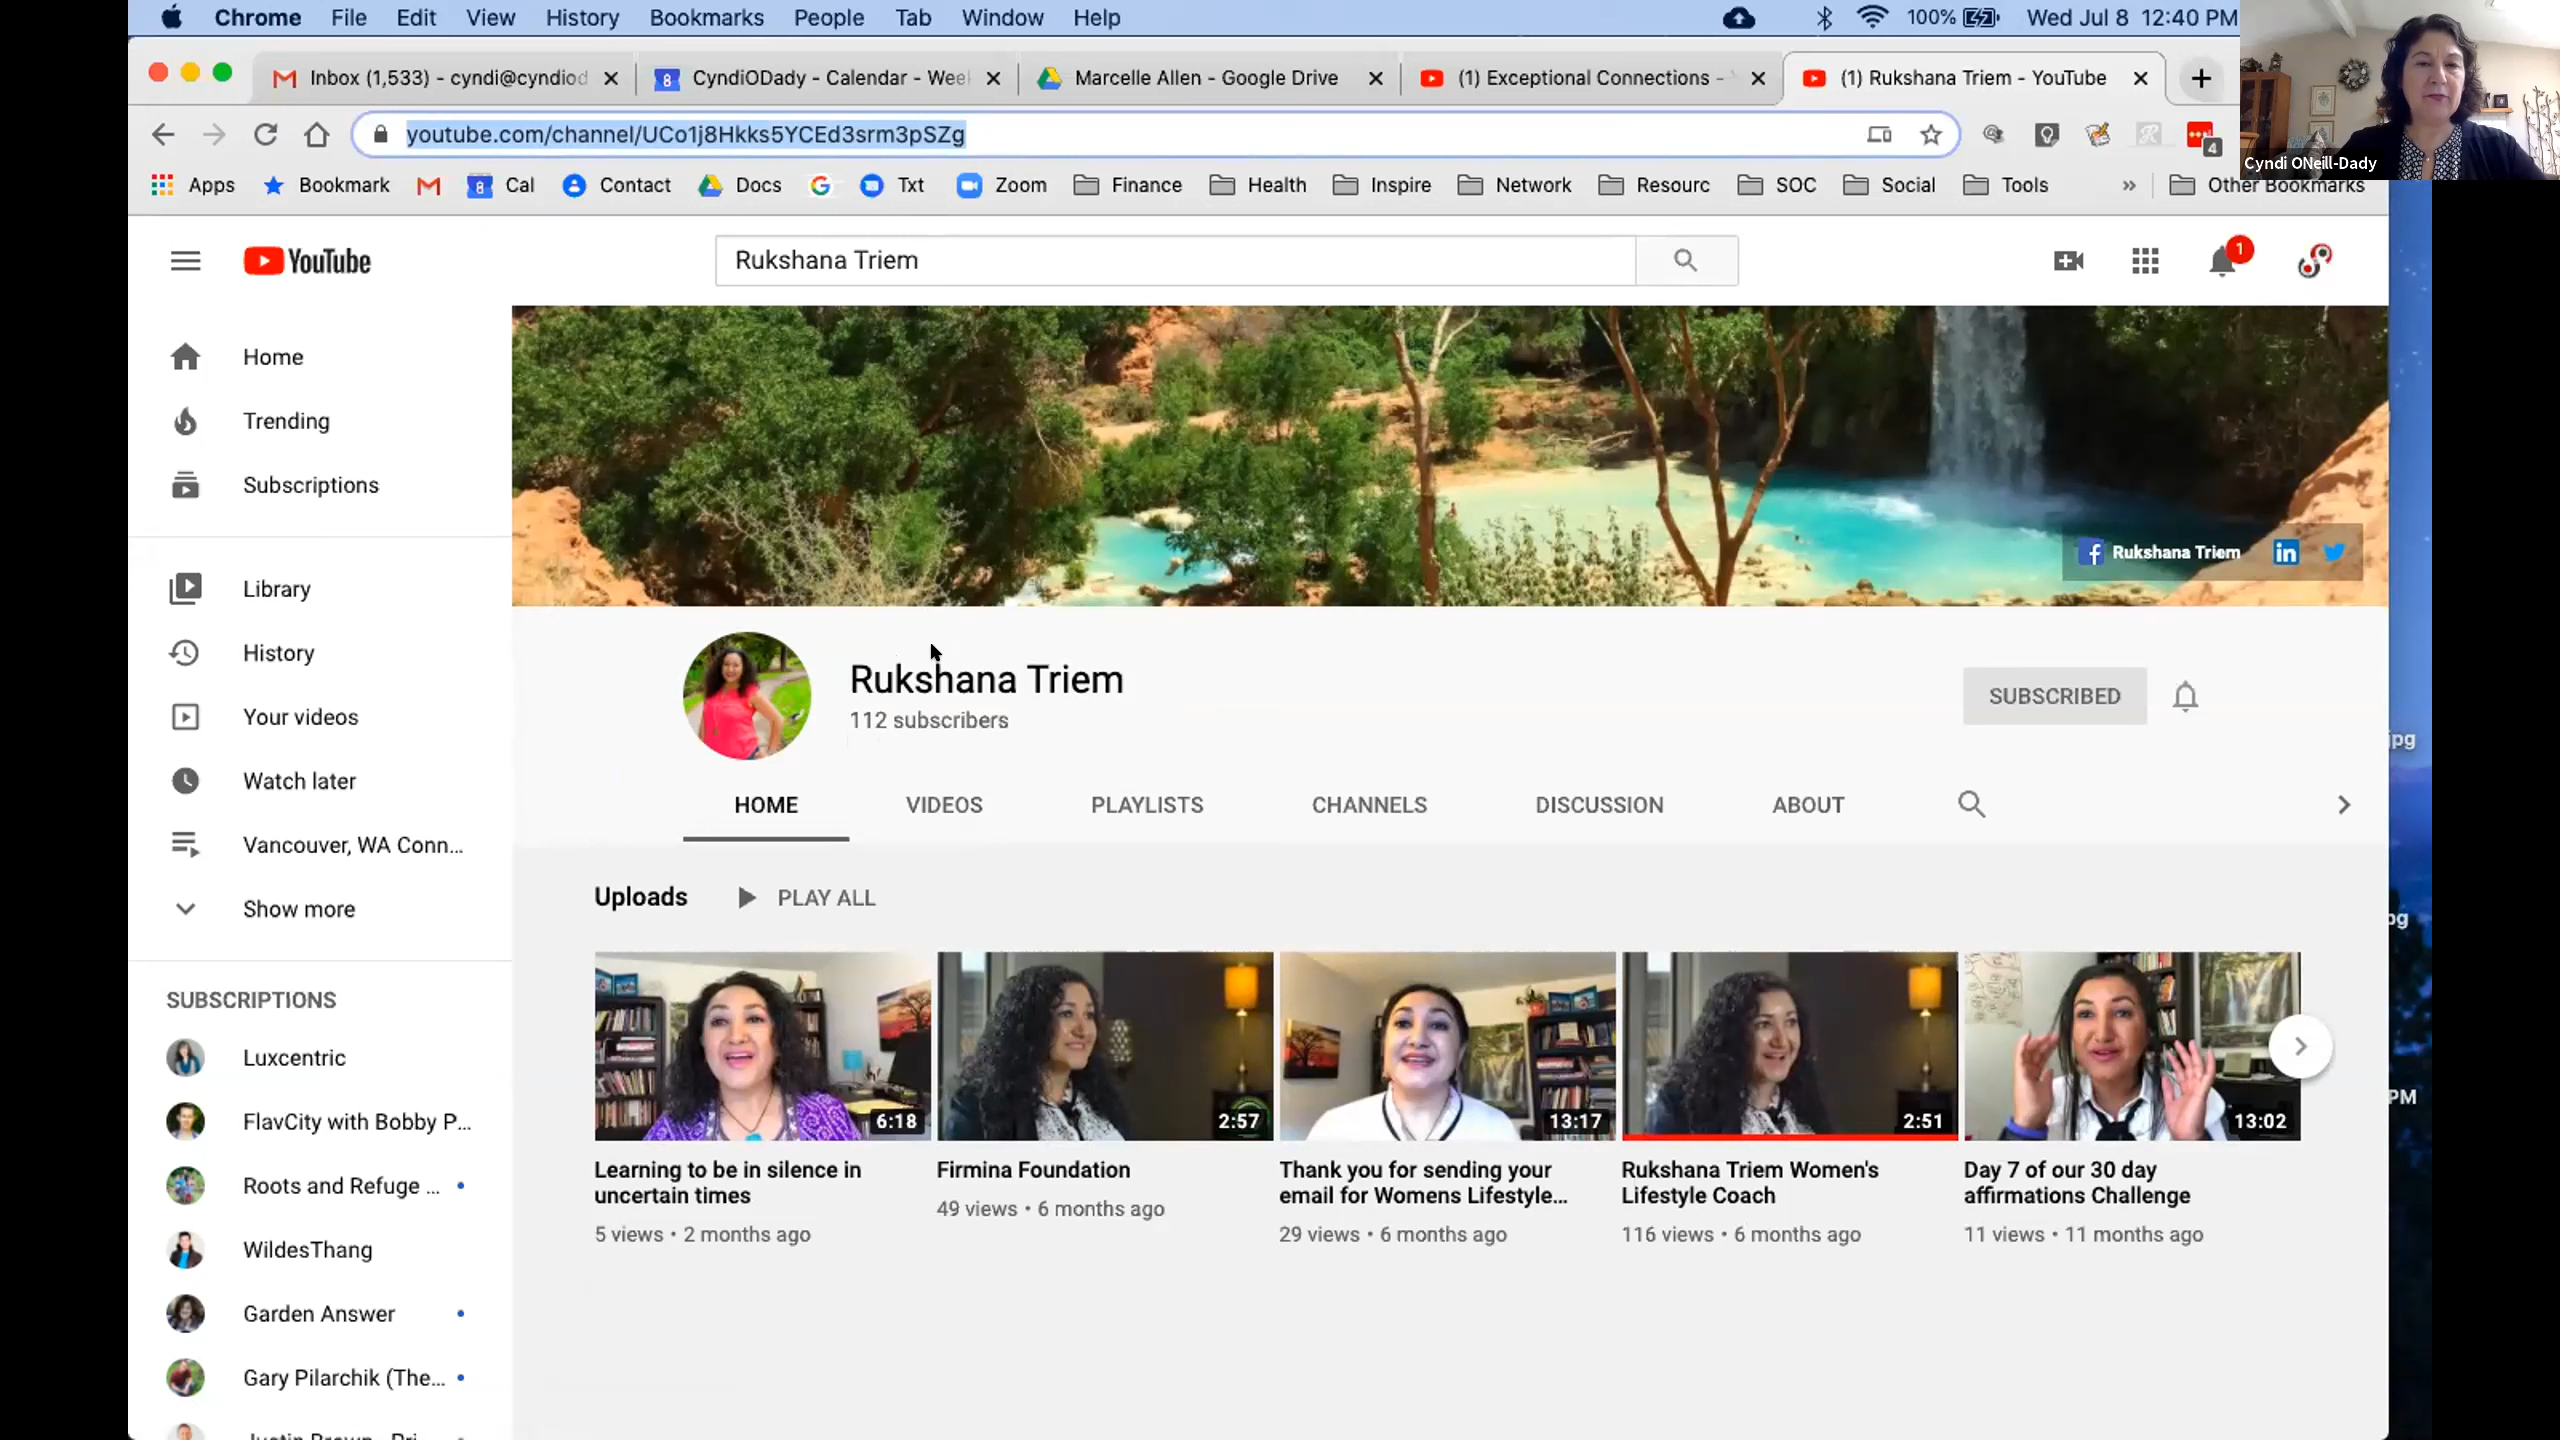 Chrome File Edit View History Bookmarks People Tab Window Help 100% Wed Jul 8 12:40 PM
Inbox (1,533) - cyndi@cyndiod CyndiODady - Calendar - Wee Marcelle Allen - Google Drive (1) Exceptional Connections - (1) Rukshana Triem - YouTube
youtube.com/channel/UCo1j8Hkks5YCEd3srm3pSZg
4
Cyndi ONeill-Dady
Apps Bookmark Cal Contact Docs Txt Zoom Finance Health Inspire Network Resourc SOC Social Tools » Other Bookmarks
YouTube Rukshana Triem 1
Home
Trending
Subscriptions
Library
History
Your videos
Watch later
Vancouver, WA Conn...
Show more
SUBSCRIPTIONS
Luxcentric
FlavCity with Bobby P...
Roots and Refuge ...
WildesThang
Garden Answer
Gary Pilarchik (The...
Rukshana Triem
Rukshana Triem
112 subscribers
SUBSCRIBED
HOME VIDEOS PLAYLISTS CHANNELS DISCUSSION ABOUT
Uploads PLAY ALL
6:18 2:57 13:17 2:51 13:02
Learning to be in silence in
uncertain times
5 views • 2 months ago
Firmina Foundation
49 views • 6 months ago
Thank you for sending your
email for Womens Lifestyle...
29 views • 6 months ago
Rukshana Triem Women's
Lifestyle Coach
116 views • 6 months ago
Day 7 of our 30 day
affirmations Challenge
11 views • 11 months ago
PM